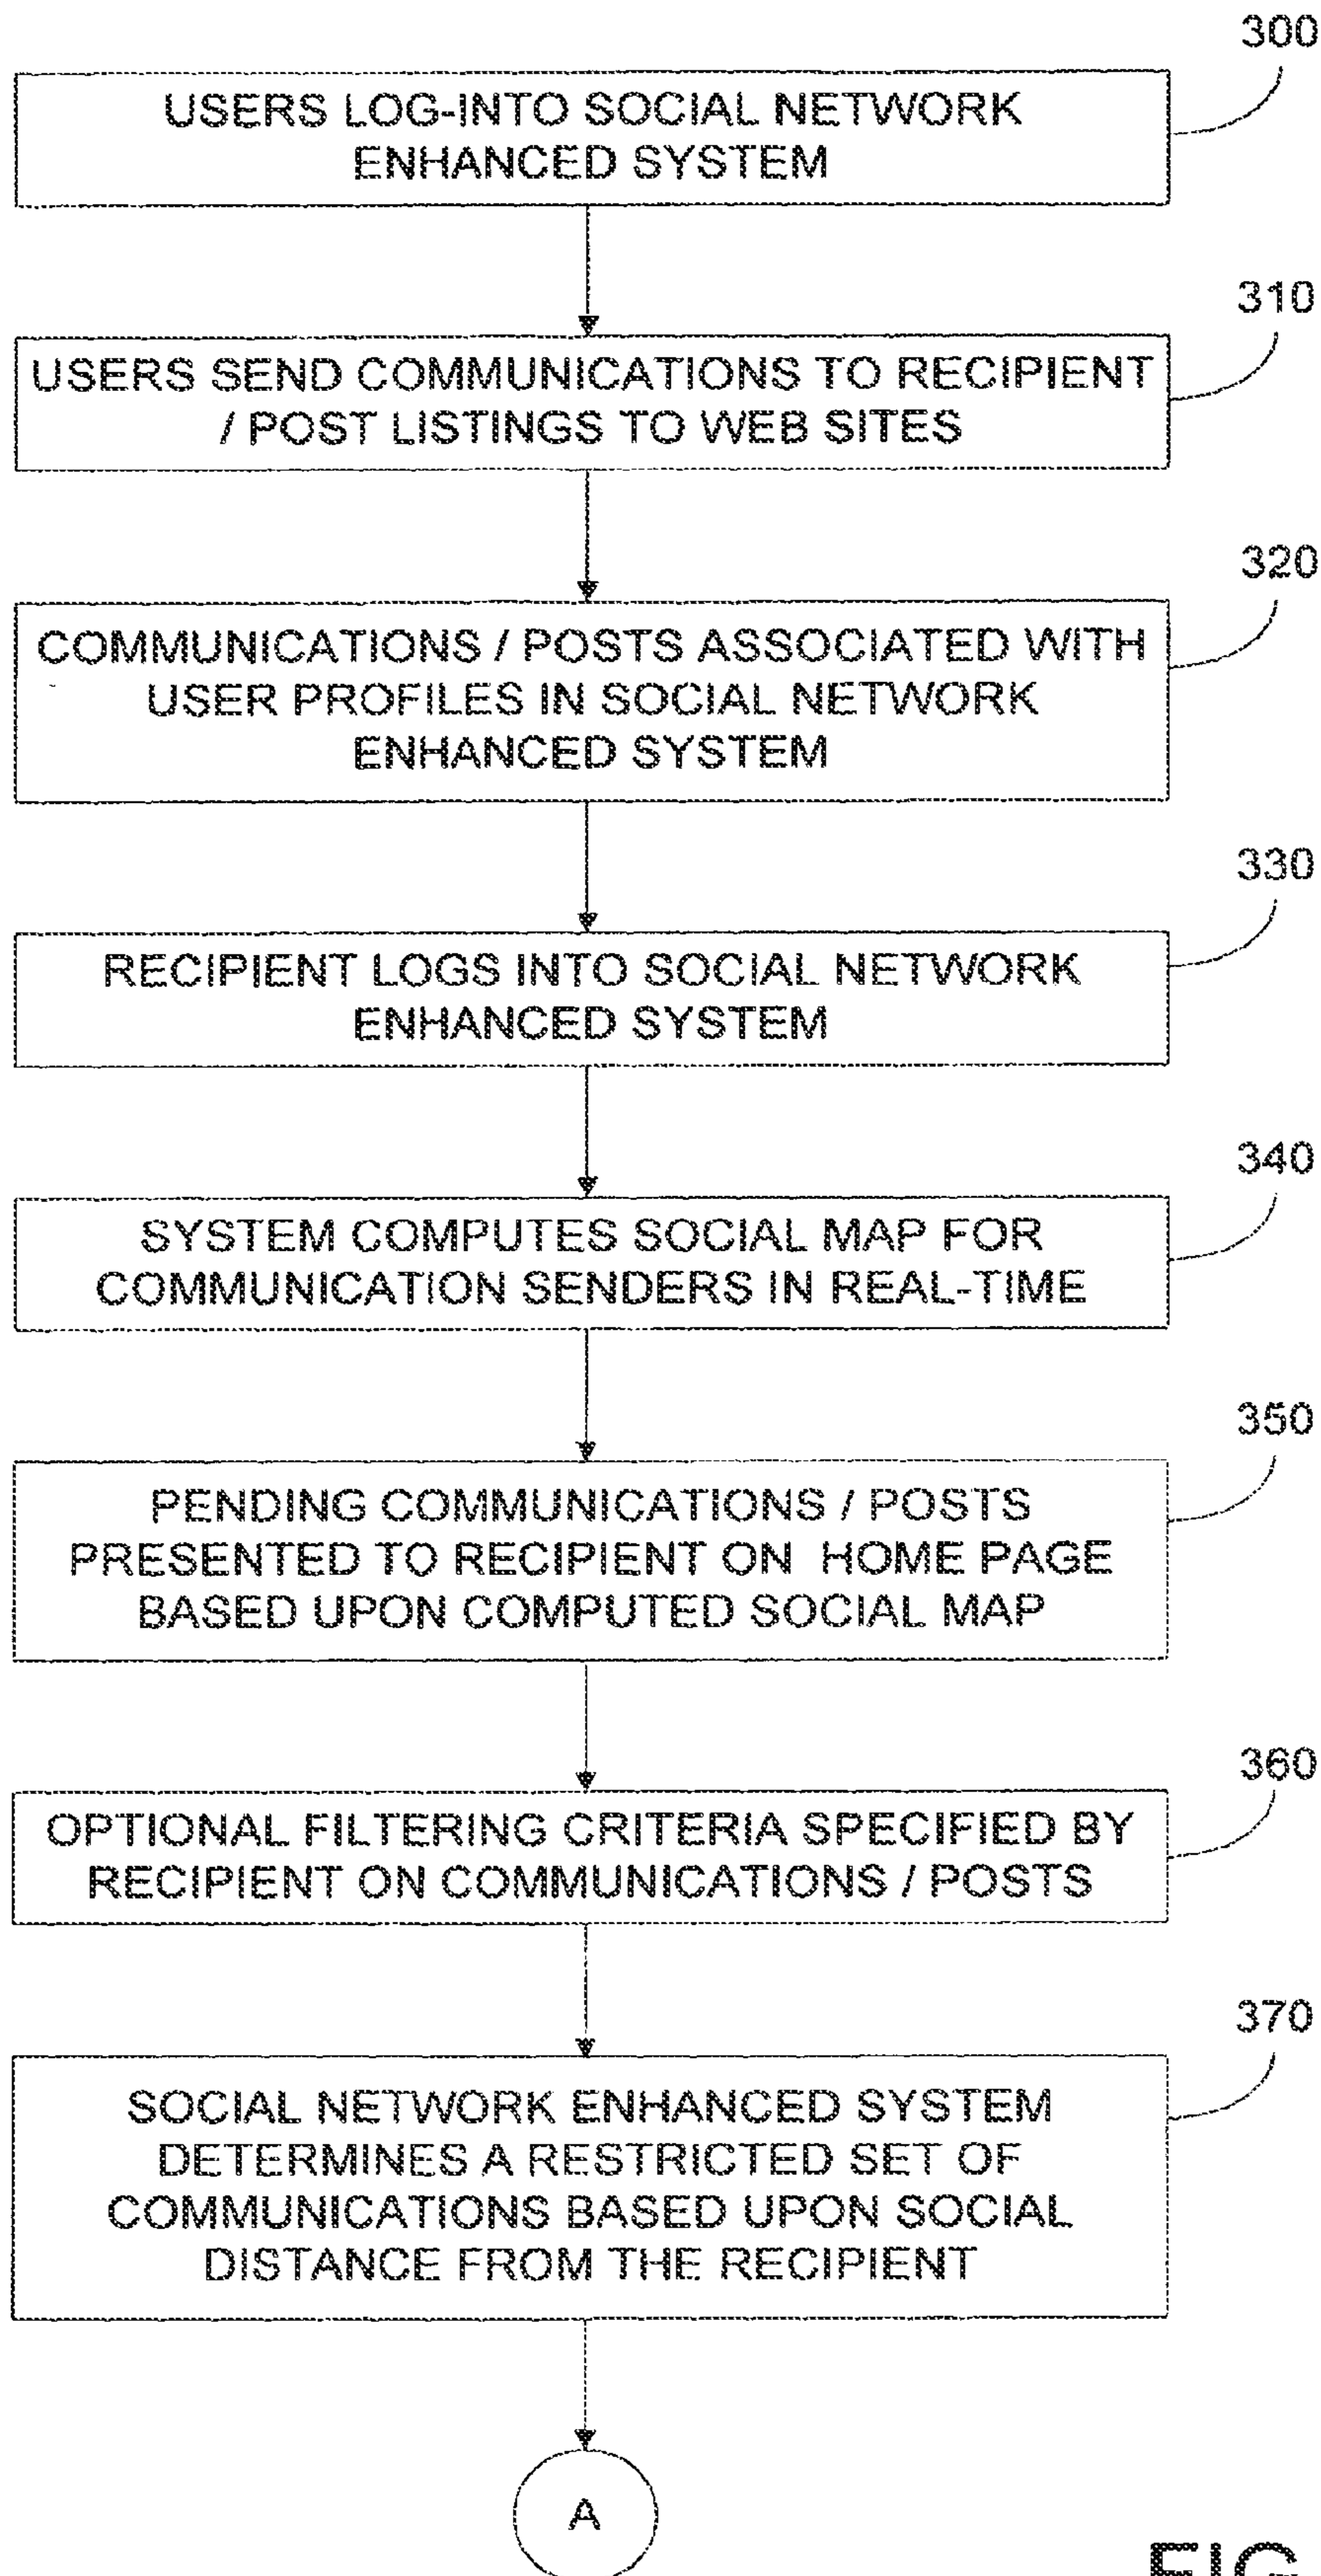 300
USERS LOG-INTO SOCIAL NETWORK
ENHANCED SYSTEM
310
USERS SEND COMMUNICATIONS TO RECIPIENT
/ POST LISTINGS TO WEB SITES
320
COMMUNICATIONS / POSTS ASSOCIATED WITH
USER PROFILES IN SOCIAL NETWORK
ENHANCED SYSTEM
330
RECIPIENT LOGS INTO SOCIAL NETWORK
ENHANCED SYSTEM
340
SYSTEM COMPUTES SOCIAL MAP FOR
COMMUNICATION SENDERS IN REAL-TIME
350
PENDING COMMUNICATIONS / POSTS
PRESENTED TO RECIPIENT ON HOME PAGE
BASED UPON COMPUTED SOCIAL MAP
360
OPTIONAL FILTERING CRITERIA SPECIFIED BY
RECIPIENT ON COMMUNICATIONS / POSTS
370
SOCIAL NETWORK ENHANCED SYSTEM
DETERMINES A RESTRICTED SET OF
COMMUNICATIONS BASED UPON SOCIAL
DISTANCE FROM THE RECIPIENT
A
FIG